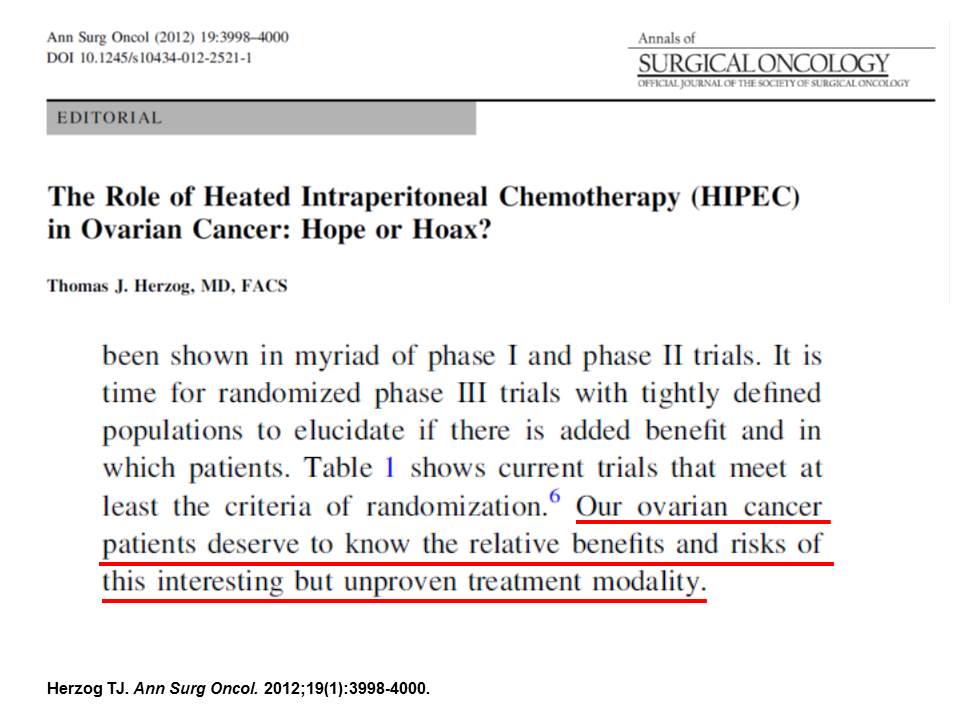 Ann Surg Oncol (2012) 19:3998–4000
DOI 10.1245/s10434-012-2521-1
Annals of
SURGICAL ONCOLOGY
OFFICIAL JOURNAL OF THE SOCIETY OF SURGICAL ONCOLOGY
EDITORIAL
The Role of Heated Intraperitoneal Chemotherapy (HIPEC)
in Ovarian Cancer: Hope or Hoax?
Thomas J. Herzog, MD, FACS
been shown in myriad of phase I and phase II trials. It is
time for randomized phase III trials with tightly defined
populations to elucidate if there is added benefit and in
which patients. Table 1 shows current trials that meet at
least the criteria of randomization.6 Our ovarian cancer
patients deserve to know the relative benefits and risks of
this interesting but unproven treatment modality.
Herzog TJ. Ann Surg Oncol. 2012;19(1):3998-4000.